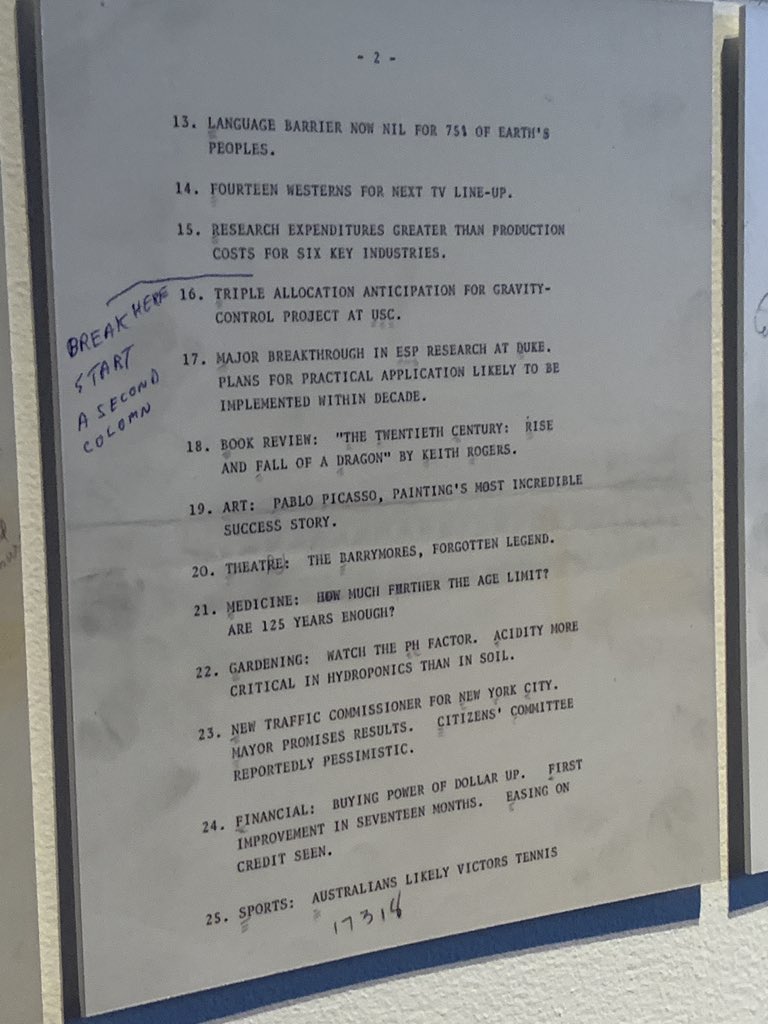 - 2 -
13. LANGUAGE BARRIER NOW NIL FOR 75% OF EARTH'S
PEOPLES.
14. FOURTEEN WESTERNS FOR NEXT TV LINE-UP.
15. RESEARCH EXPENDITURES GREATER THAN PRODUCTION
COSTS FOR SIX KEY INDUSTRIES.
BREAK HERE
START
A SECOND
COLOMN
16. TRIPLE ALLOCATION ANTICIPATION FOR GRAVITY-
CONTROL PROJECT AT USC.
17. MAJOR BREAKTHROUGH IN ESP RESEARCH AT DUKE.
PLANS FOR PRACTICAL APPLICATION LIKELY TO BE
IMPLEMENTED WITHIN DECADE.
18. BOOK REVIEW: "THE TWENTIETH CENTURY: RISE
AND FALL OF A DRAGON" BY KEITH ROGERS.
19. ART: PABLO PICASSO, PAINTING'S MOST INCREDIBLE
SUCCESS STORY.
20. THEATRE: THE BARRYMORES, FORGOTTEN LEGEND.
21. MEDICINE: HOW MUCH FURTHER THE AGE LIMIT?
ARE 125 YEARS ENOUGH?
22. GARDENING: WATCH THE PH FACTOR. ACIDITY MORE
CRITICAL IN HYDROPONICS THAN IN SOIL.
23. NEW TRAFFIC COMMISSIONER FOR NEW YORK CITY.
MAYOR PROMISES RESULTS. CITIZENS' COMMITTEE
REPORTEDLY PESSIMISTIC.
24. FINANCIAL: BUYING POWER OF DOLLAR UP. FIRST
IMPROVEMENT IN SEVENTEEN MONTHS. EASING ON
CREDIT SEEN.
25. SPORTS: AUSTRALIANS LIKELY VICTORS TENNIS
17318